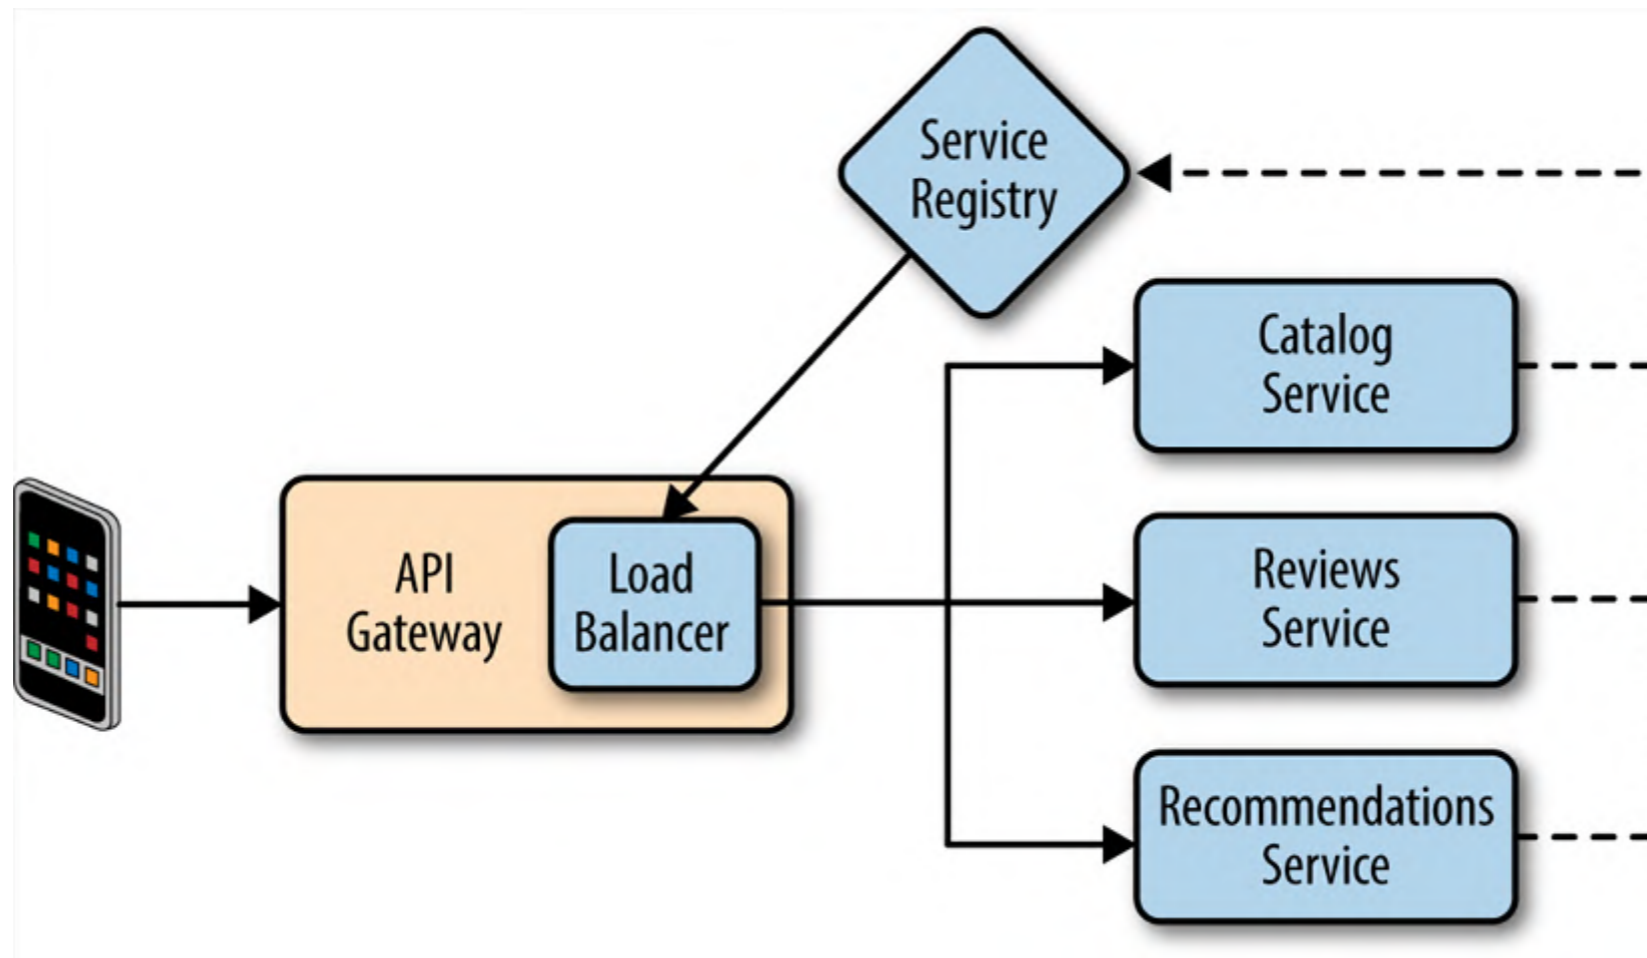 Service
Registry
Catalog
Service
API
Gateway
Load
Balancer
Reviews
Service
Recommendations
Service